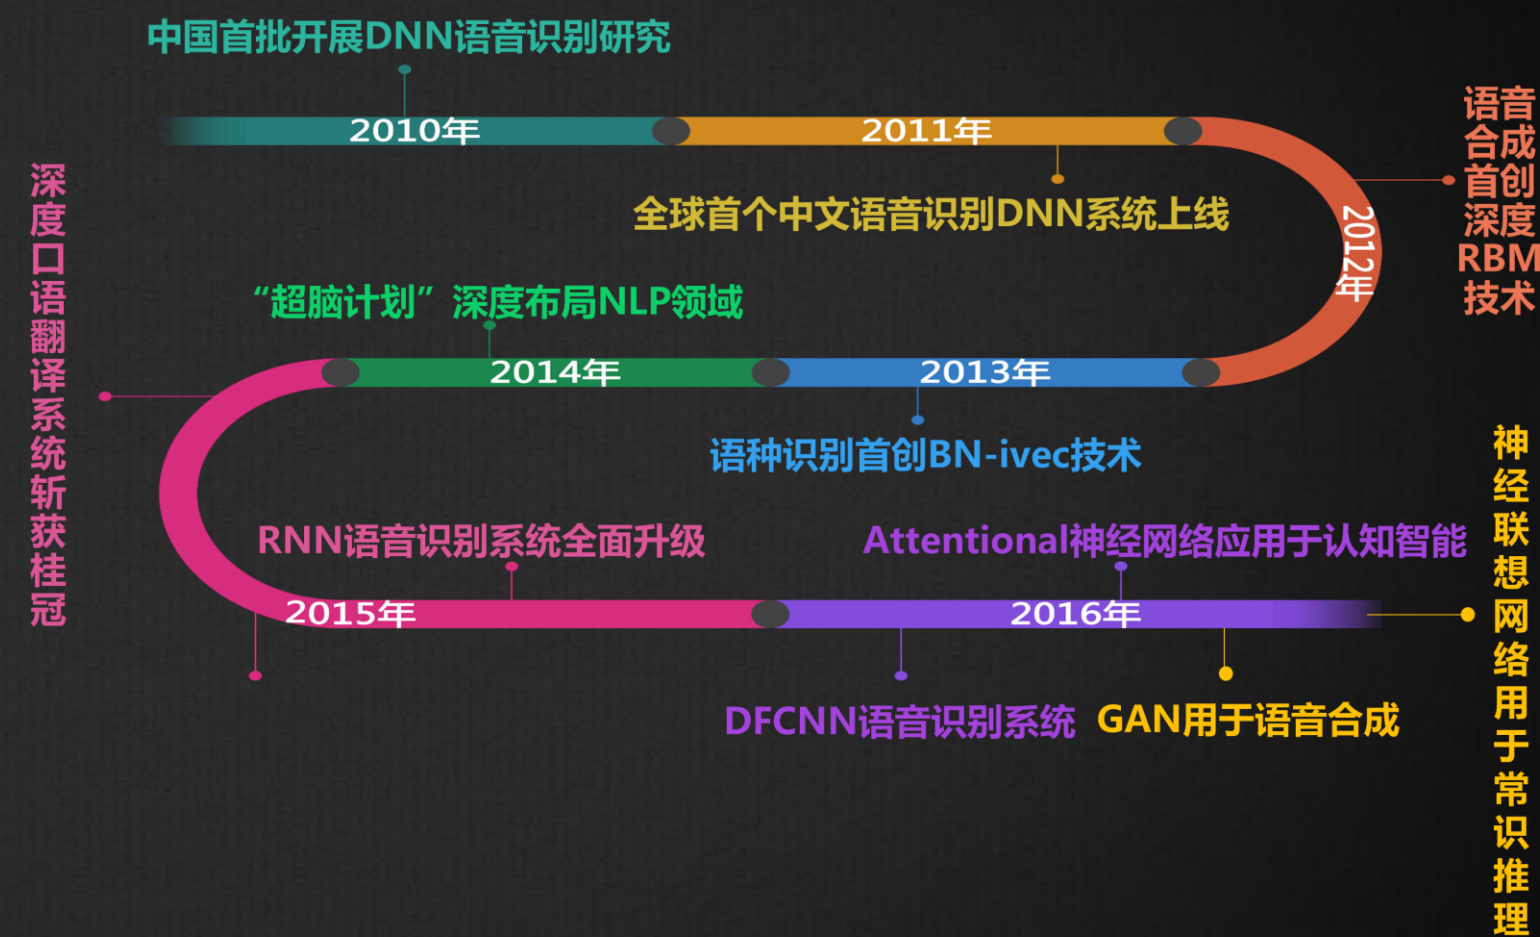 中国首批开展DNN语音识别研究
2010年
2011年
全球首个中文语音识别DNN系统上线
语音
合成
首创
深度
RBM
技术
2012年
“超脑计划”深度布局NLP领域
2014年
2013年
语种识别首创BN-ivec技术
深度口语翻译系统斩获桂冠
RNN语音识别系统全面升级
2015年
Attentional神经网络应用于认知智能
2016年
DFCNN语音识别系统
GAN用于语音合成
神经联想网络用于常识推理